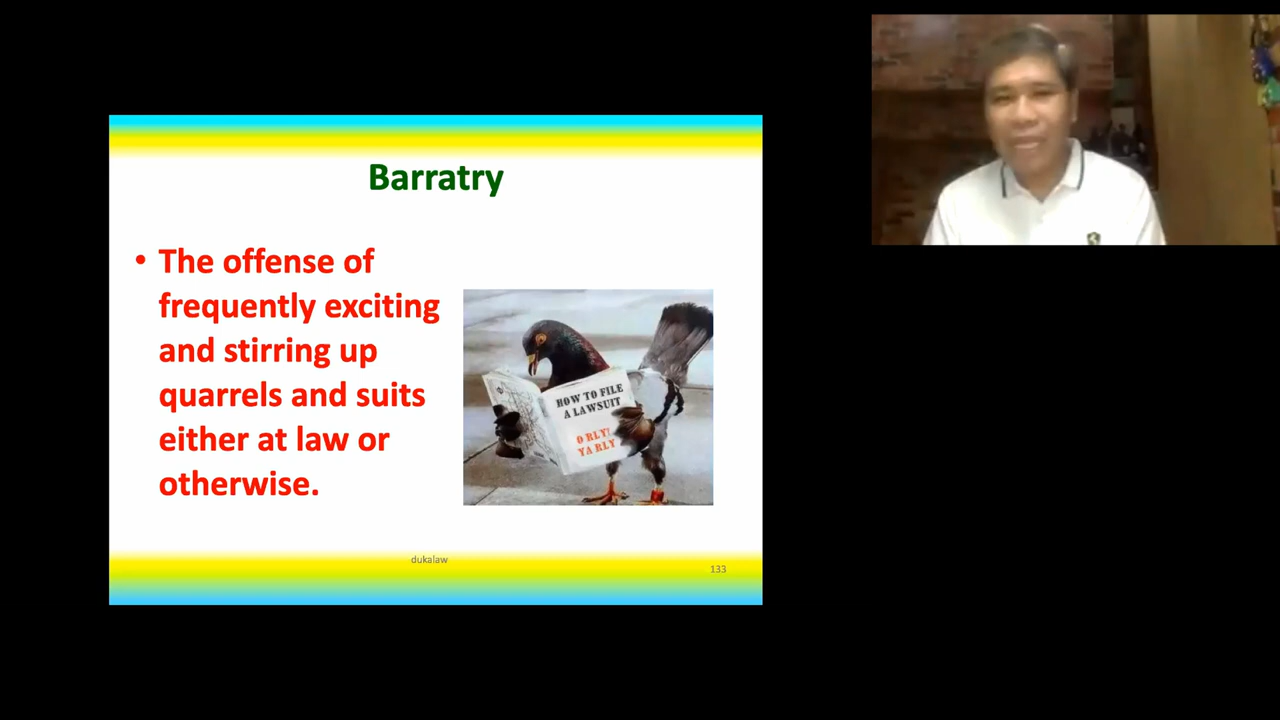 Barratry
• The offense of
frequently exciting
and stirring up
quarrels and suits
either at law or
otherwise.
HOW TO FILE
A LAWSUIT
O RLY!
YA RLY
dukalaw
133